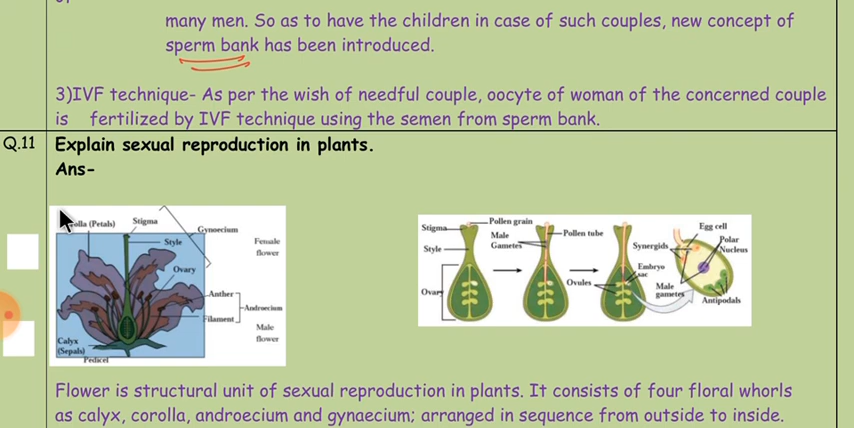 many men. So as to have the children in case of such couples, new concept of
sperm bank has been introduced.
3)IVF technique- As per the wish of needful couple, oocyte of woman of the concerned couple
is fertilized by IVF technique using the semen from sperm bank.
Q.11 Explain sexual reproduction in plants.
Ans-
olla (Petals)
Stigma
Gynoecium
Style
Female
flower
Ovary
Anther
Androecium
Filament
Male
flower
Calyx
(Sepals)
Pedicel
Stigma
Pollen grain
Male
Gametes
Pollen tube
Style
Ovary
Ovules
Synergids
Egg cell
Polar
Nucleus
Embryo
sac
Male
gametes
Antipodals
Flower is structural unit of sexual reproduction in plants. It consists of four floral whorls
as calyx, corolla, androecium and gynaecium; arranged in sequence from outside to inside.